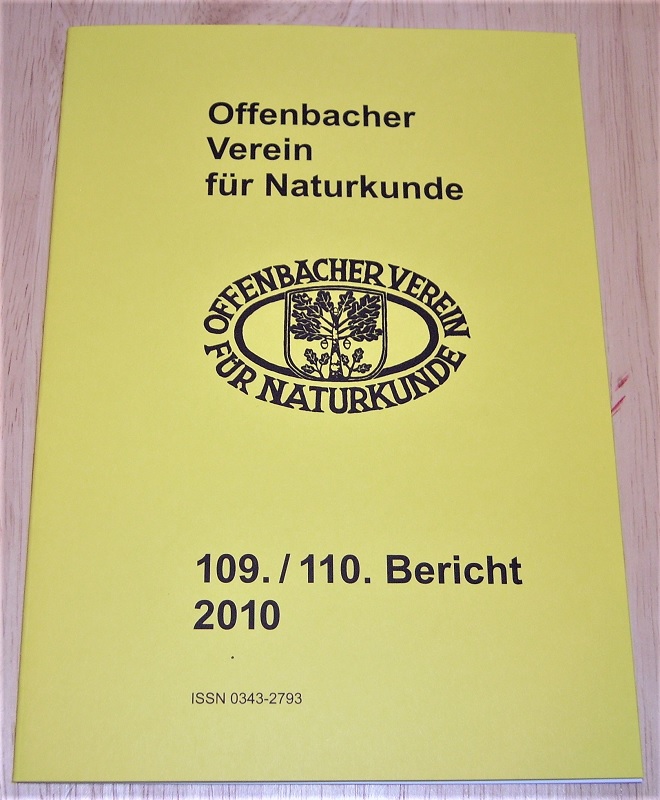 Offenbacher
Verein
für Naturkunde
OFFENBACHER VEREIN
FÜR NATURKUNDE
109. / 110. Bericht
2010
ISSN 0343-2793